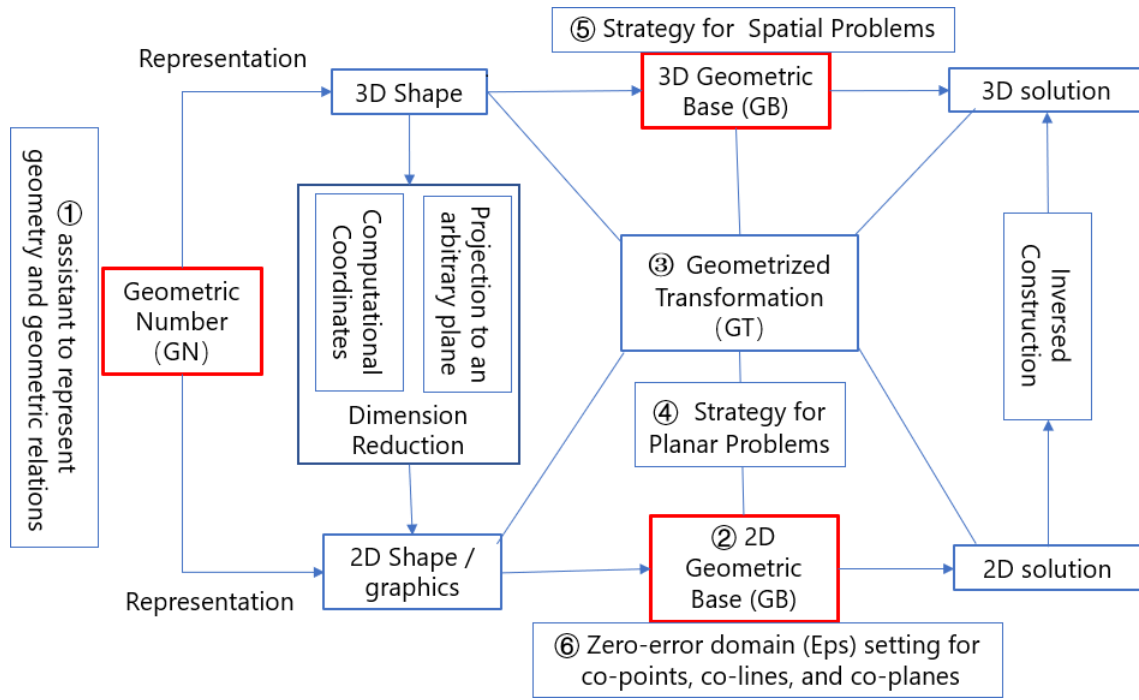 ⑤ Strategy for Spatial Problems
Representation
3D Shape
3D Geometric
Base (GB)
3D solution
① assistant to represent
geometry and geometric relations
Geometric
Number
(GN)
Computational
Coordinates
Projection to an
arbitrary plane
Dimension
Reduction
③ Geometrized
Transformation
(GT)
Inversed
Construction
④ Strategy for
Planar Problems
2D Shape /
graphics
② 2D
Geometric
Base (GB)
2D solution
Representation
⑥ Zero-error domain (Eps) setting for
co-points, co-lines, and co-planes